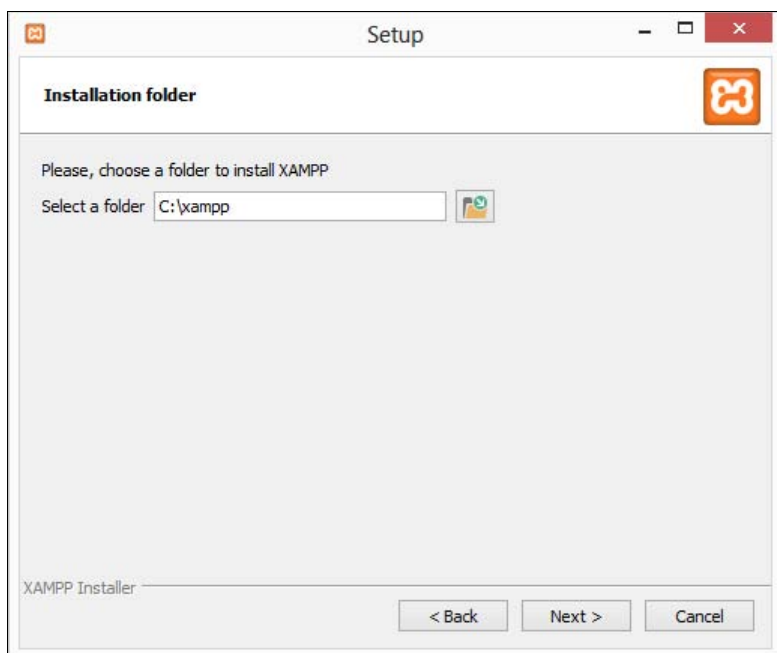 Setup
Installation folder
Please, choose a folder to install XAMPP
Select a folder C:\xampp
XAMPP Installer
< Back Next > Cancel